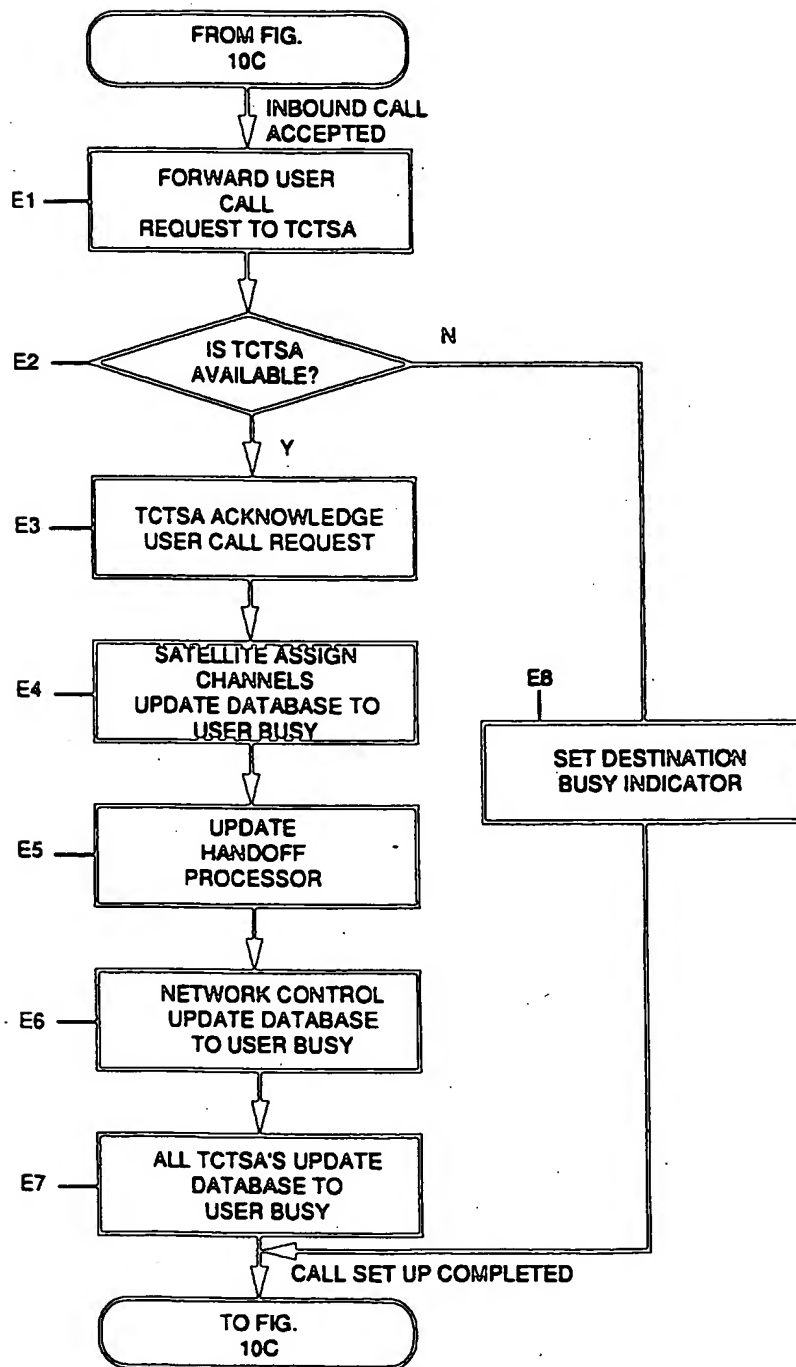 FROM FIG.
10C
INBOUND CALL
ACCEPTED
E1
FORWARD USER
CALL
REQUEST TO TCTSA
E2
IS TCTSA
AVAILABLE?
N
Y
E3
TCTSA ACKNOWLEDGE
USER CALL REQUEST
E4
SATELLITE ASSIGN
CHANNELS
UPDATE DATABASE TO
USER BUSY
E8
SET DESTINATION
BUSY INDICATOR
E5
UPDATE
HANDOFF
PROCESSOR
E6
NETWORK CONTROL
UPDATE DATABASE
TO USER BUSY
E7
ALL TCTSA'S UPDATE
DATABASE TO
USER BUSY
CALL SET UP COMPLETED
TO FIG.
10C